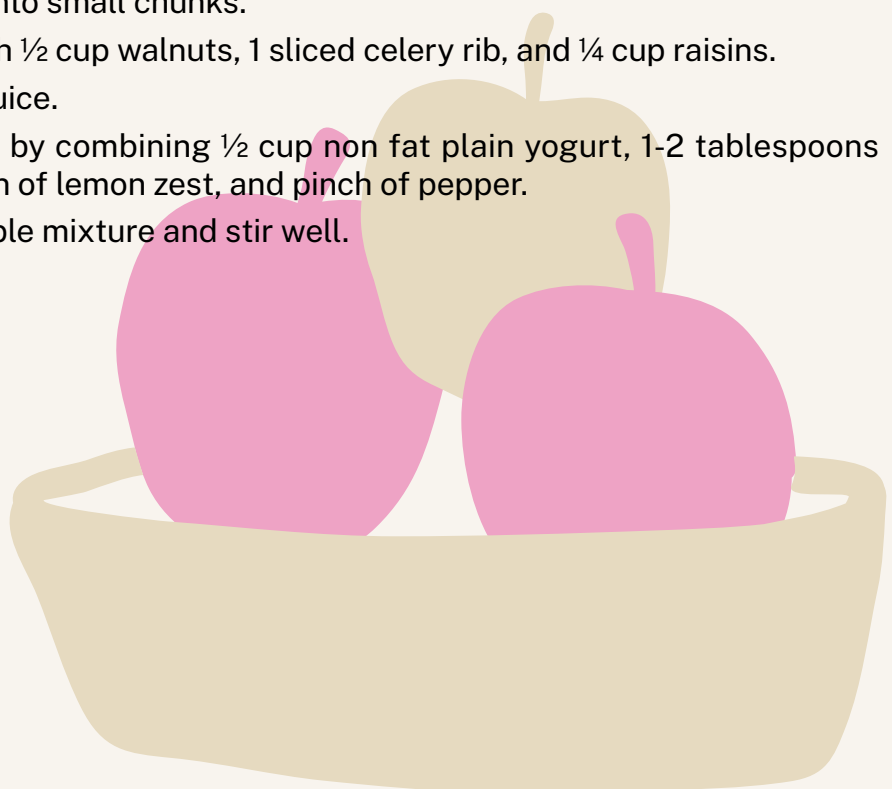 nto small chunks.
n ½ cup walnuts, 1 sliced celery rib, and ¼ cup raisins.
uice.
by combining ½ cup non fat plain yogurt, 1-2 tablespoons
n of lemon zest, and pinch of pepper.
ple mixture and stir well.